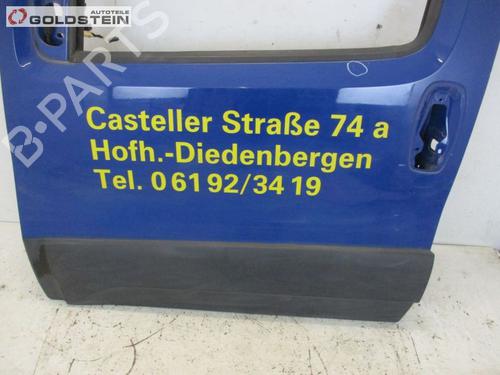 AUTOTEILE
GOLDSTEIN
B-PARTS
Casteller Straße 74 a
Hofh.-Diedenbergen
Tel. 0 61 92/34 19